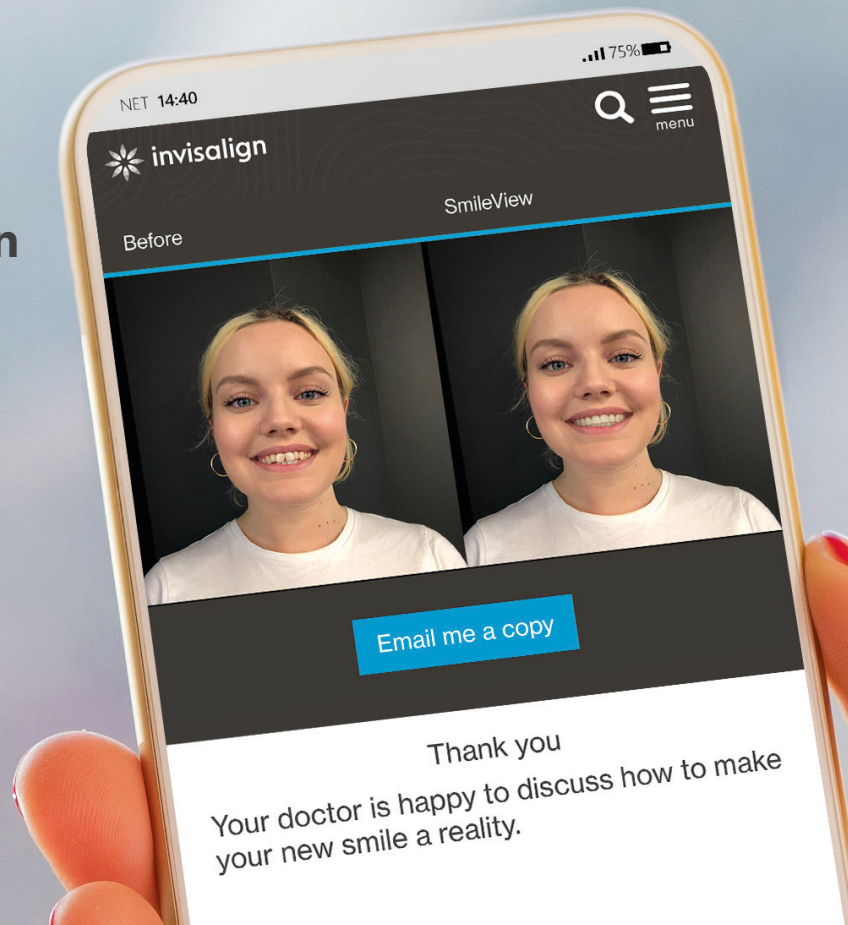 NET 14:40
75%
invisalign
menu
Before
SmileView
n
Email me a copy
Thank you
Your doctor is happy to discuss how to make
your new smile a reality.